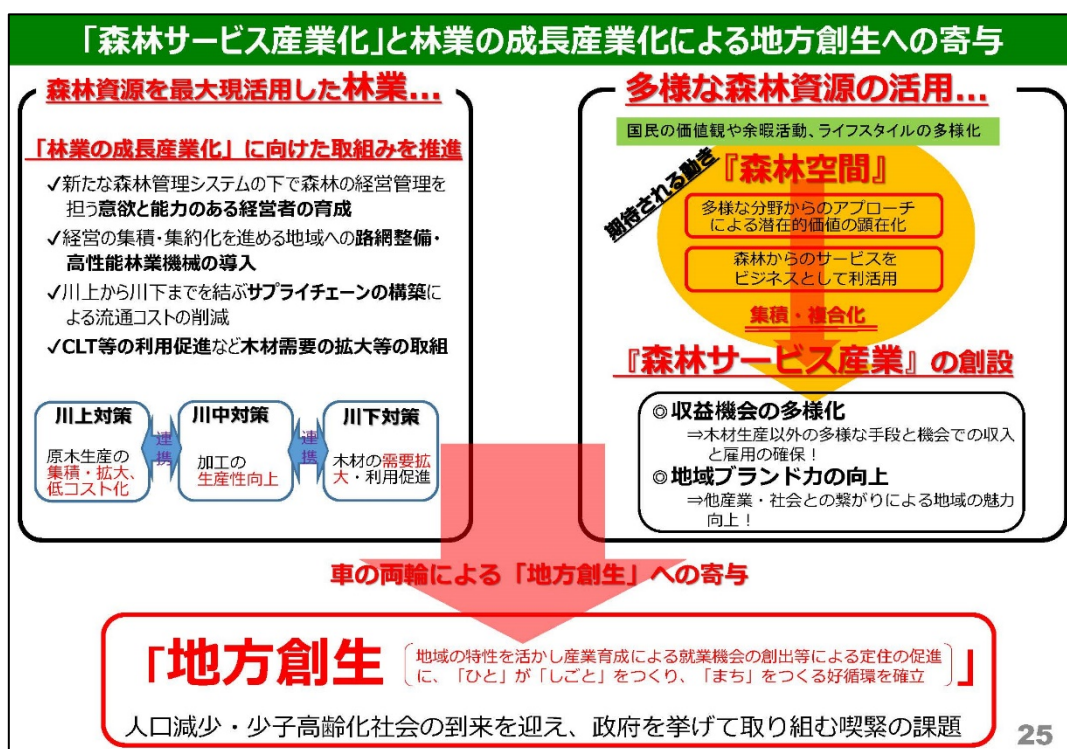 「森林サービス産業化」と林業の成長産業化による地方創生への寄与
森林資源を最大現活用した林業...
「林業の成長産業化」に向けた取組みを推進
✓新たな森林管理システムの下で森林の経営管理を
担う意欲と能力のある経営者の育成
✓経営の集積・集約化を進める地域への路網整備・
高性能林業機械の導入
✓川上から川下までを結ぶサプライチェーンの構築に
よる流通コストの削減
✓CLT等の利用促進など木材需要の拡大等の取組
川上対策
原木生産の
集積・拡大、
低コスト化
連携
川中対策
加工の
生産性向上
連携
川下対策
木材の需要拡
大・利用促進
多様な森林資源の活用...
国民の価値観や余暇活動、ライフスタイルの多様化
期待される動き
『森林空間』
多様な分野からのアプローチ
による潜在的価値の顕在化
森林からのサービスを
ビジネスとして利活用
集積・複合化
『森林サービス産業』の創設
◎収益機会の多様化
⇒木材生産以外の多様な手段と機会での収入
と雇用の確保！
◎地域ブランド力の向上
⇒他産業・社会との繋がりによる地域の魅力
向上！
車の両輪による「地方創生」への寄与
「地方創生
地域の特性を活かし産業育成による就業機会の創出等による定住の促進
に、「ひと」が「しごと」をつくり、「まち」をつくる好循環を確立
」
人口減少・少子高齢化社会の到来を迎え、政府を挙げて取り組む喫緊の課題
25